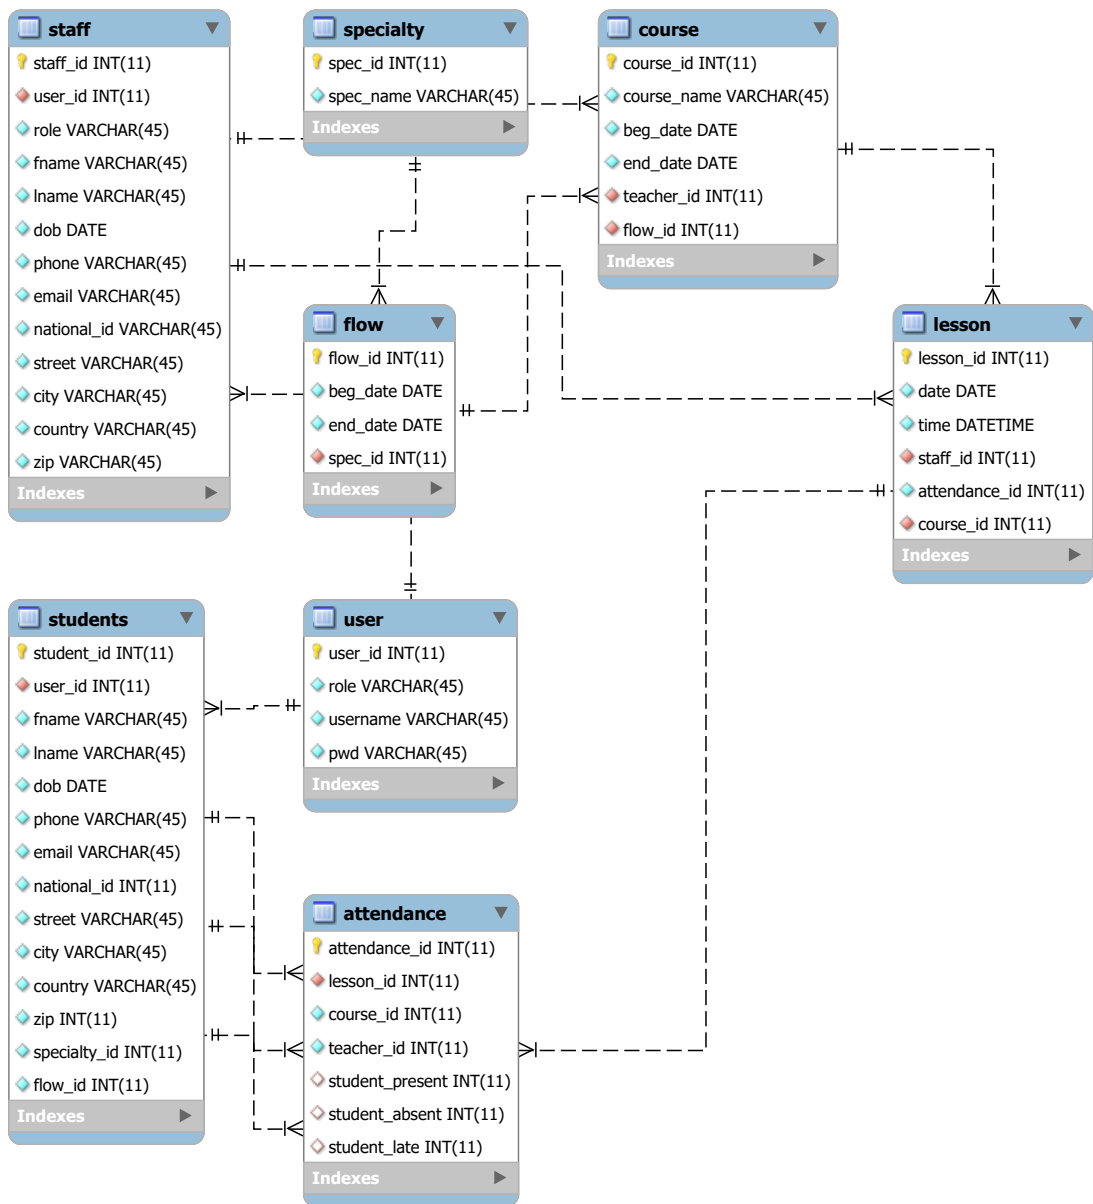 staff
staff_id INT(11)
user_id INT(11)
role VARCHAR(45)
fname VARCHAR(45)
lname VARCHAR(45)
dob DATE
phone VARCHAR(45)
email VARCHAR(45)
national_id VARCHAR(45)
street VARCHAR(45)
city VARCHAR(45)
country VARCHAR(45)
zip VARCHAR(45)
Indexes
specialty
spec_id INT(11)
spec_name VARCHAR(45)
Indexes
course
course_id INT(11)
course_name VARCHAR(45)
beg_date DATE
end_date DATE
teacher_id INT(11)
flow_id INT(11)
Indexes
flow
flow_id INT(11)
beg_date DATE
end_date DATE
spec_id INT(11)
Indexes
lesson
lesson_id INT(11)
date DATE
time DATETIME
staff_id INT(11)
attendance_id INT(11)
course_id INT(11)
Indexes
students
student_id INT(11)
user_id INT(11)
fname VARCHAR(45)
lname VARCHAR(45)
dob DATE
phone VARCHAR(45)
email VARCHAR(45)
national_id INT(11)
street VARCHAR(45)
city VARCHAR(45)
country VARCHAR(45)
zip INT(11)
specialty_id INT(11)
flow_id INT(11)
Indexes
user
user_id INT(11)
role VARCHAR(45)
username VARCHAR(45)
pwd VARCHAR(45)
Indexes
attendance
attendance_id INT(11)
lesson_id INT(11)
course_id INT(11)
teacher_id INT(11)
student_present INT(11)
student_absent INT(11)
student_late INT(11)
Indexes